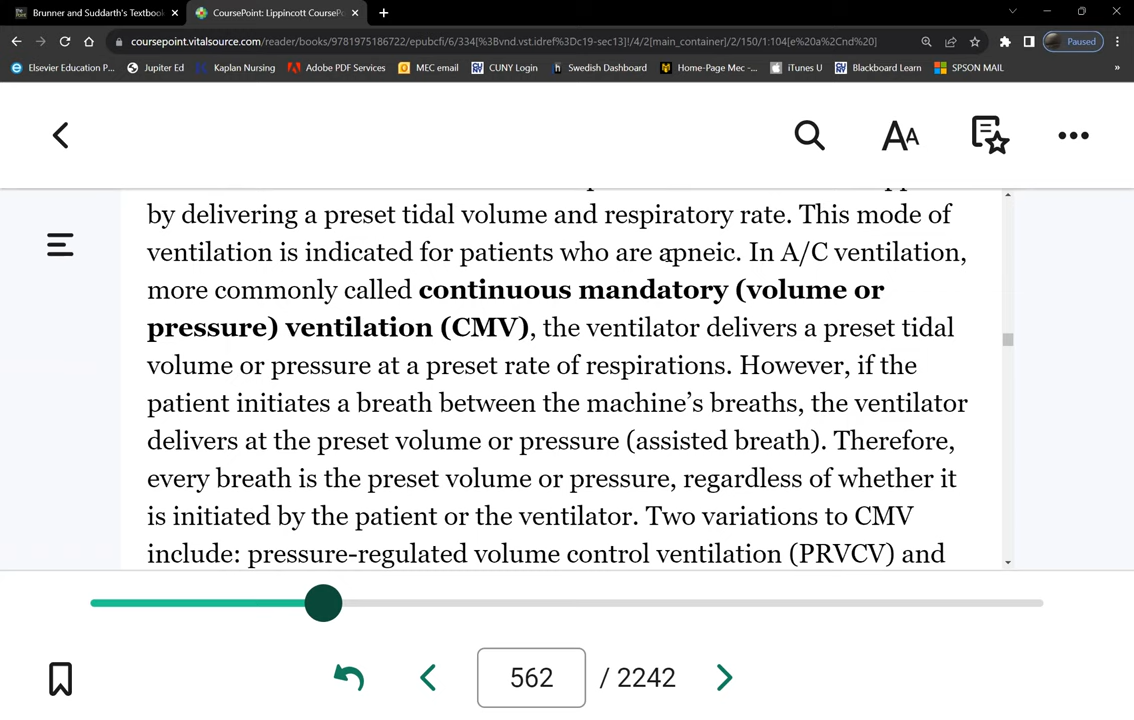 Brunner and Suddarth's Textbook
CoursePoint: Lippincott CoursePo
coursepoint.vitalsource.com/reader/books/9781975186722/epubcfi/6/334[%3Bvnd.vst.idref%3Dc19-sec13]!/4/2[main_container]/2/150/1:104[e%20a%2Cnd%20]
Paused
Elsevier Education P... Jupiter Ed Kaplan Nursing Adobe PDF Services MEC email CUNY Login Swedish Dashboard Home-Page Mec -... iTunes U Blackboard Learn SPSON MAIL »
AA
by delivering a preset tidal volume and respiratory rate. This mode of
ventilation is indicated for patients who are apneic. In A/C ventilation,
more commonly called continuous mandatory (volume or
pressure) ventilation (CMV), the ventilator delivers a preset tidal
volume or pressure at a preset rate of respirations. However, if the
patient initiates a breath between the machine’s breaths, the ventilator
delivers at the preset volume or pressure (assisted breath). Therefore,
every breath is the preset volume or pressure, regardless of whether it
is initiated by the patient or the ventilator. Two variations to CMV
include: pressure-regulated volume control ventilation (PRVCV) and
562 / 2242